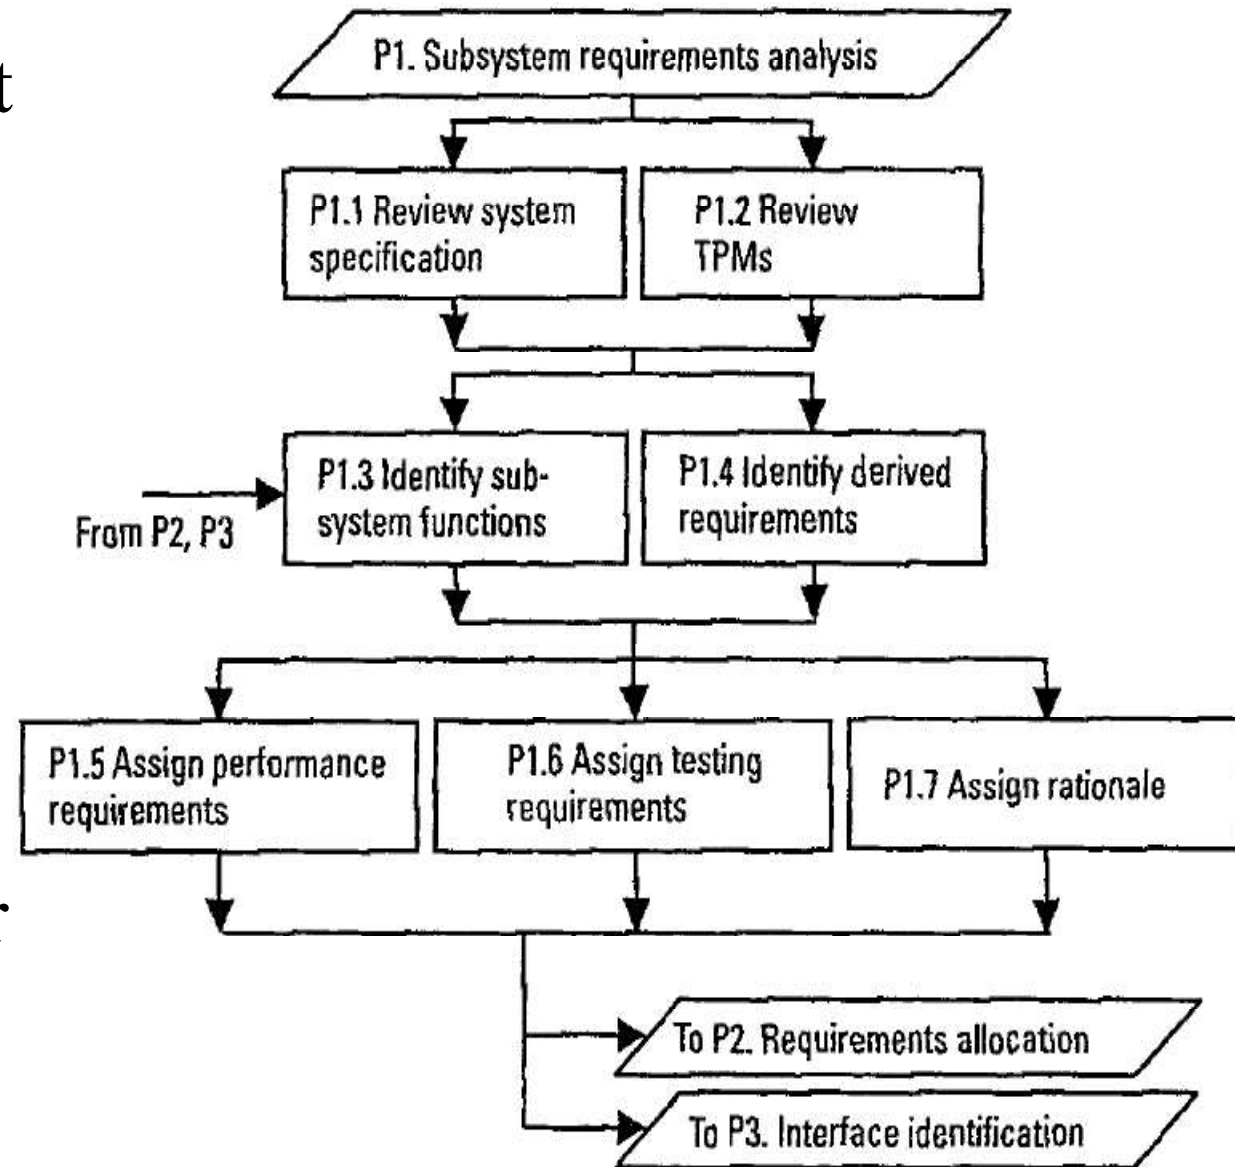 t
P1. Subsystem requirements analysis
P1.1 Review system
specification
P1.2 Review
TPMs
P1.3 Identify sub-
system functions
P1.4 Identify derived
requirements
From P2, P3
P1.5 Assign performance
requirements
P1.6 Assign testing
requirements
P1.7 Assign rationale
To P2. Requirements allocation
To P3. Interface identification